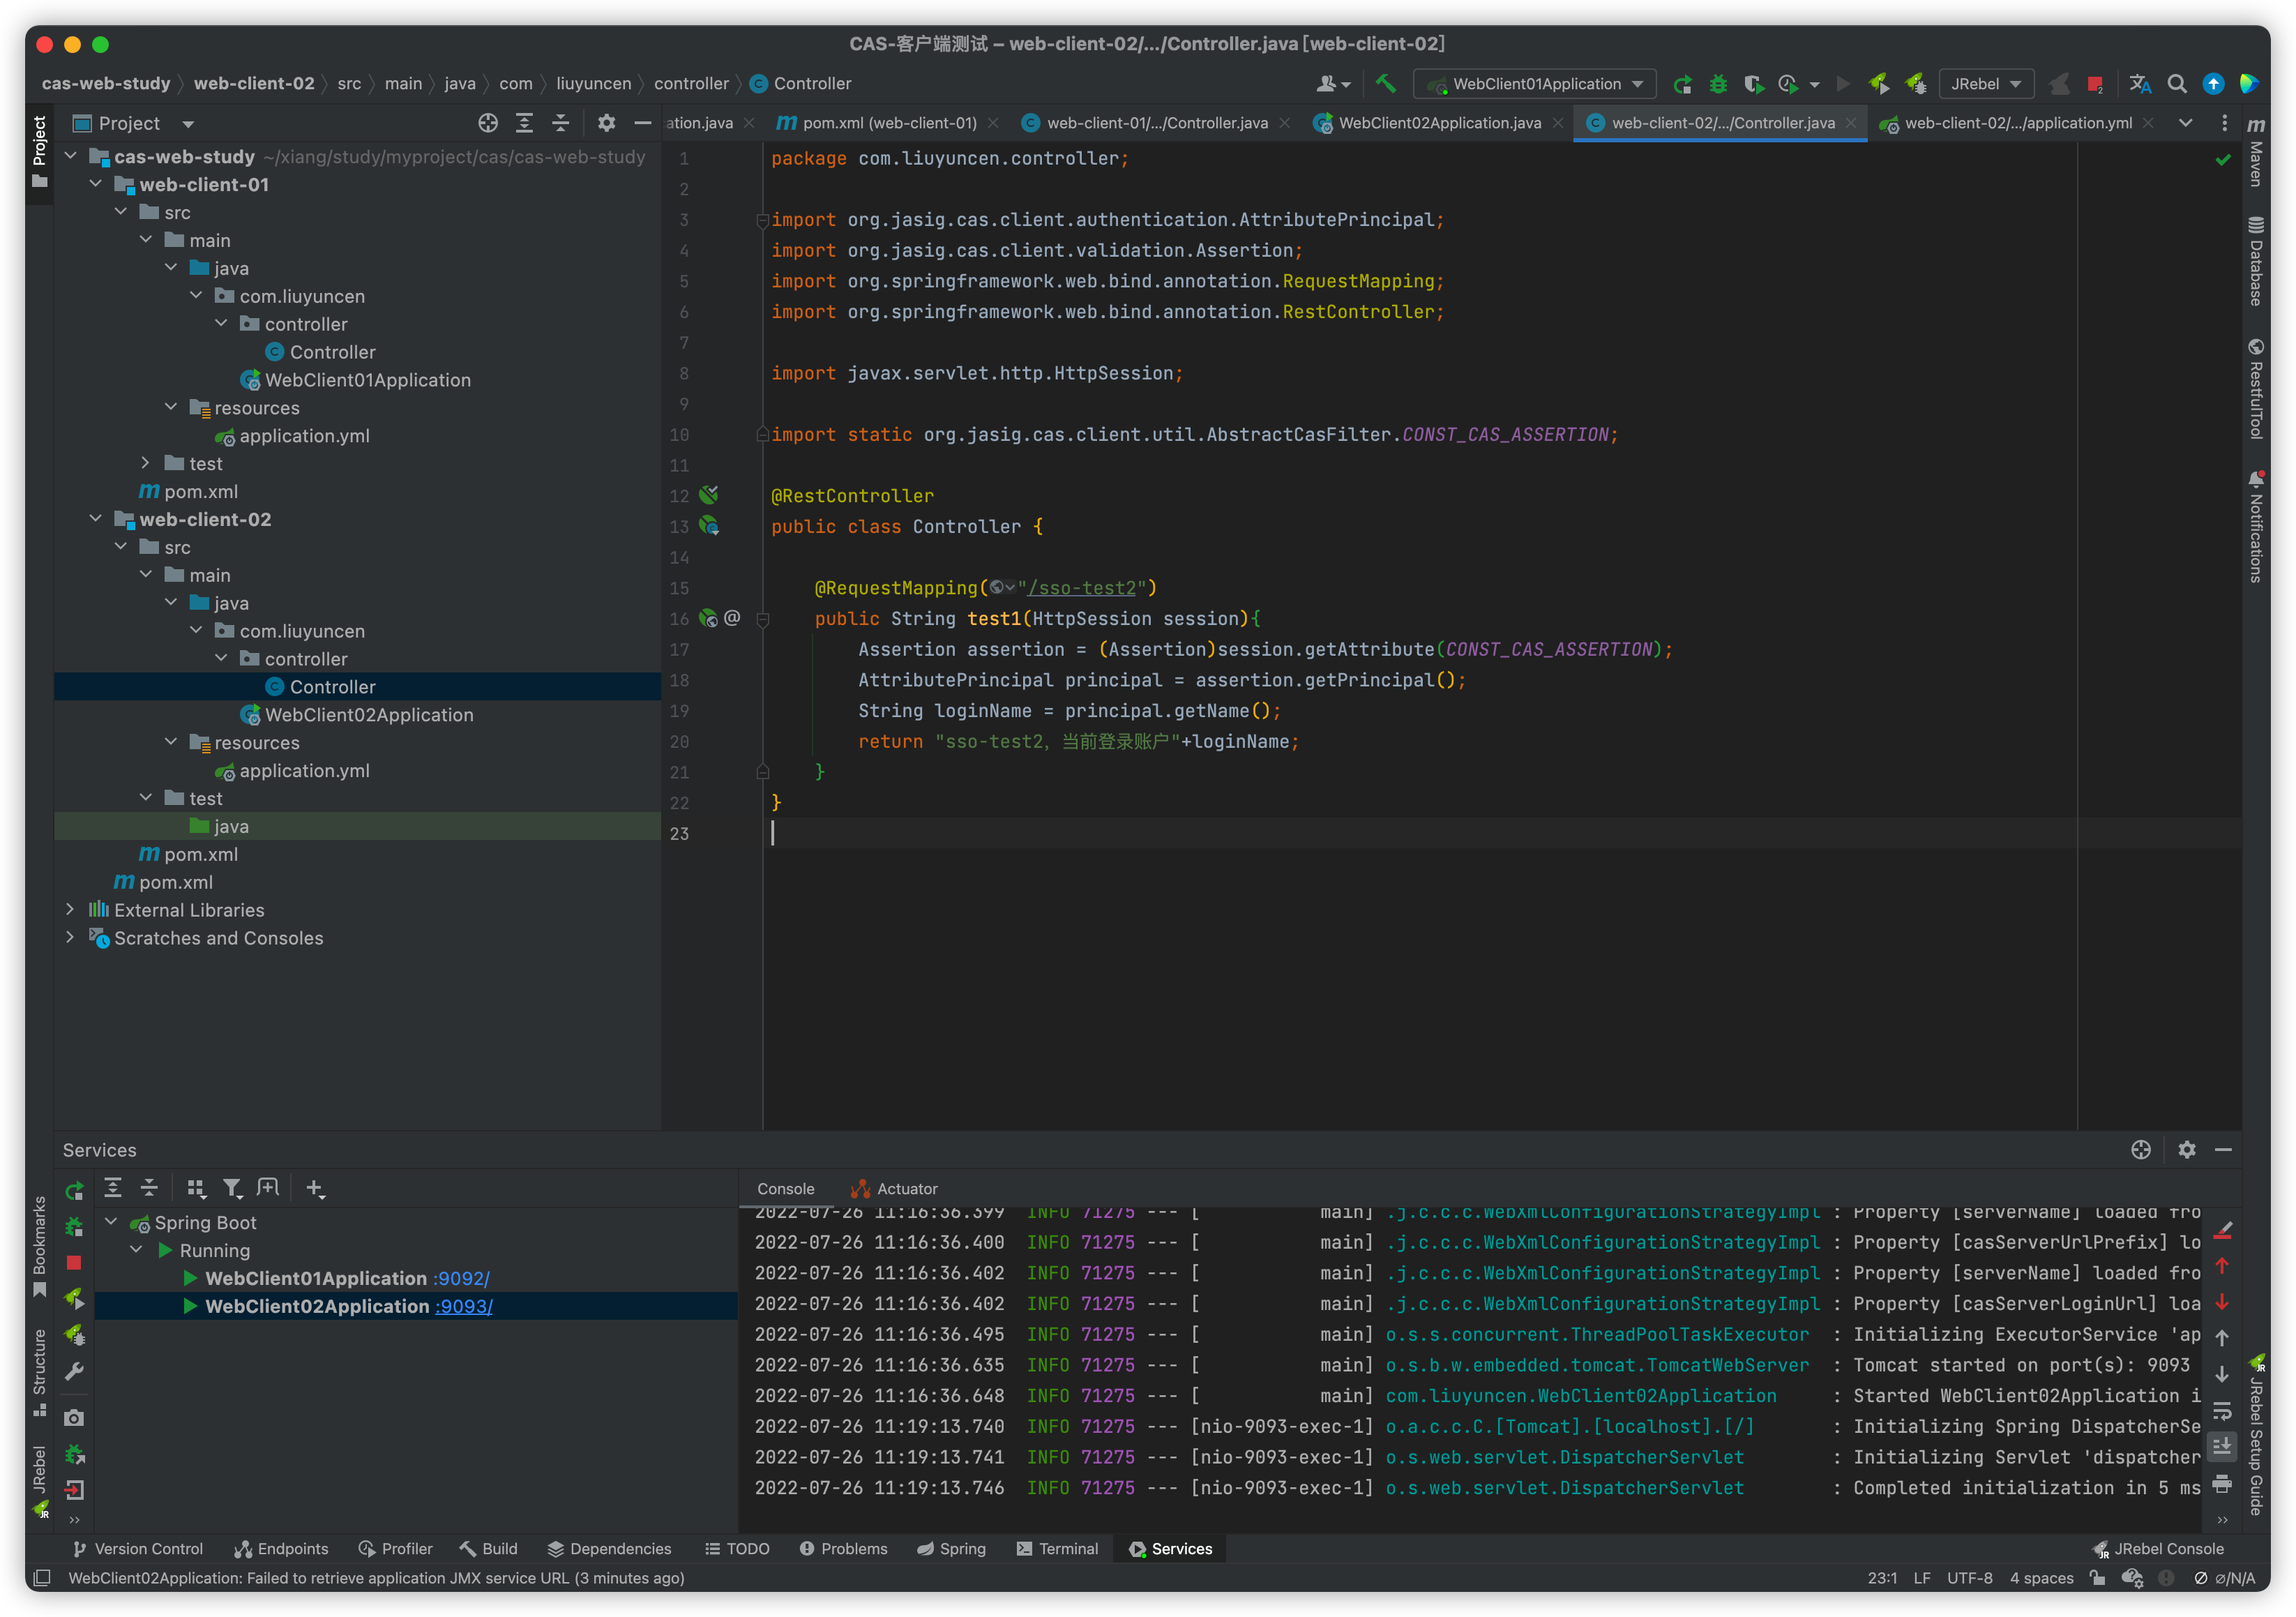 CAS-客户端测试 – web-client-02/.../Controller.java [web-client-02]
cas-web-study web-client-02 src main java com liuyuncen controller Controller
WebClient01Application
JRebel
Project
Project
ation.java
pom.xml (web-client-01)
web-client-01/.../Controller.java
WebClient02Application.java
web-client-02/.../Controller.java
web-client-02/.../application.yml
cas-web-study ~/xiang/study/myproject/cas/cas-web-study
web-client-01
src
main
java
com.liuyuncen
controller
Controller
WebClient01Application
resources
application.yml
test
pom.xml
web-client-02
src
main
java
com.liuyuncen
controller
Controller
WebClient02Application
resources
application.yml
test
java
pom.xml
pom.xml
External Libraries
Scratches and Consoles
1 package com.liuyuncen.controller;
2
3 import org.jasig.cas.client.authentication.AttributePrincipal;
4 import org.jasig.cas.client.validation.Assertion;
5 import org.springframework.web.bind.annotation.RequestMapping;
6 import org.springframework.web.bind.annotation.RestController;
7
8 import javax.servlet.http.HttpSession;
9
10 import static org.jasig.cas.client.util.AbstractCasFilter.CONST_CAS_ASSERTION;
11
12 @RestController
13 public class Controller {
14
15 @RequestMapping("/sso-test2")
16 public String test1(HttpSession session){
17 Assertion assertion = (Assertion)session.getAttribute(CONST_CAS_ASSERTION);
18 AttributePrincipal principal = assertion.getPrincipal();
19 String loginName = principal.getName();
20 return "sso-test2, 当前登录账户"+loginName;
21 }
22 }
23
Maven
Database
RestfulTool
Notifications
Services
Spring Boot
Running
WebClient01Application :9092/
WebClient02Application :9093/
Console
Actuator
2022-07-26 11:16:36.399 INFO 71275 --- [ main] .j.c.c.c.WebXmlConfigurationStrategyImpl : Property [serverName] loaded fro
2022-07-26 11:16:36.400 INFO 71275 --- [ main] .j.c.c.c.WebXmlConfigurationStrategyImpl : Property [casServerUrlPrefix] lo
2022-07-26 11:16:36.402 INFO 71275 --- [ main] .j.c.c.c.WebXmlConfigurationStrategyImpl : Property [serverName] loaded fro
2022-07-26 11:16:36.402 INFO 71275 --- [ main] .j.c.c.c.WebXmlConfigurationStrategyImpl : Property [casServerLoginUrl] loa
2022-07-26 11:16:36.495 INFO 71275 --- [ main] o.s.s.concurrent.ThreadPoolTaskExecutor : Initializing ExecutorService 'ap
2022-07-26 11:16:36.635 INFO 71275 --- [ main] o.s.b.w.embedded.tomcat.TomcatWebServer : Tomcat started on port(s): 9093
2022-07-26 11:16:36.648 INFO 71275 --- [ main] com.liuyuncen.WebClient02Application : Started WebClient02Application i
2022-07-26 11:19:13.740 INFO 71275 --- [nio-9093-exec-1] o.a.c.c.C.[Tomcat].[localhost].[/] : Initializing Spring DispatcherSe
2022-07-26 11:19:13.741 INFO 71275 --- [nio-9093-exec-1] o.s.web.servlet.DispatcherServlet : Initializing Servlet 'dispatcher
2022-07-26 11:19:13.746 INFO 71275 --- [nio-9093-exec-1] o.s.web.servlet.DispatcherServlet : Completed initialization in 5 ms
Bookmarks
Structure
JRebel
JRebel Setup Guide
Version Control
Endpoints
Profiler
Build
Dependencies
TODO
Problems
Spring
Terminal
Services
JRebel Console
WebClient02Application: Failed to retrieve application JMX service URL (3 minutes ago)
23:1 LF UTF-8 4 spaces ⌀/N/A